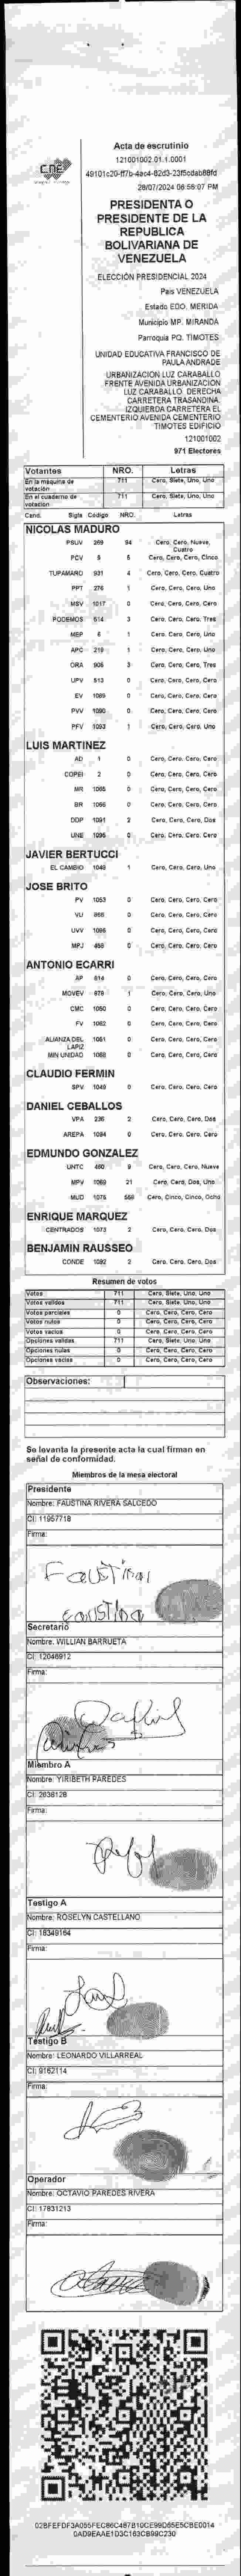 CNE
Acta de escrutinio
121001002.01.1.0001
28/07/2024 06:55:07 PM
PRESIDENTA O
PRESIDENTE DE LA
REPUBLICA
BOLIVARIANA DE
VENEZUELA
ELECCIÓN PRESIDENCIAL 2024
Pais VENEZUELA
Estado EDO. MERIDA
Municipio MP. MIRANDA
Parroquia PQ. TIMOTES
UNIDAD EDUCATIVA FRANCISCO DE
PAULA ANDRADE
URBANIZACION LUZ CARABALLO
FRENTE AVENIDA URBANIZACION
LUZ CARABALLO. DERECHA
CARRETERA TRASANDINA.
IZQUIERDA CARRETERA EL
CEMENTERIO AVENIDA CEMENTERIO
TIMOTES EDIFICIO
121001002
971 Electores
Votantes NRO. Letras
En la maquina de votación 711 Cero, Siete, Uno, Uno
En el cuaderno de votación 711 Cero, Siete, Uno, Uno
Cand. Sigla Código NRO. Letras
NICOLAS MADURO
PSUV 269 94 Cero, Cero, Nueve, Cuatro
PCV 5 5 Cero, Cero, Cero, Cinco
TUPAMARO 931 4 Cero, Cero, Cero, Cuatro
PPT 276 1 Cero, Cero, Cero, Uno
MSV 1017 0 Cero, Cero, Cero, Cero
PODEMOS 514 3 Cero, Cero, Cero, Tres
MEP 6 1 Cero, Cero, Cero, Uno
APC 219 1 Cero, Cero, Cero, Uno
ORA 905 3 Cero, Cero, Cero, Tres
UPV 513 0 Cero, Cero, Cero, Cero
EV 1089 0 Cero, Cero, Cero, Cero
PVV 1090 0 Cero, Cero, Cero, Cero
PFV 1093 1 Cero, Cero, Cero, Uno
LUIS MARTINEZ
AD 1 0 Cero, Cero, Cero, Cero
COPEI 2 0 Cero, Cero, Cero, Cero
MR 1065 0 Cero, Cero, Cero, Cero
BR 1066 0 Cero, Cero, Cero, Cero
DDP 1091 2 Cero, Cero, Cero, Dos
UNE 1095 0 Cero, Cero, Cero, Cero
JAVIER BERTUCCI
EL CAMBIO 1048 1 Cero, Cero, Cero, Uno
JOSE BRITO
PV 1053 0 Cero, Cero, Cero, Cero
VU 866 0 Cero, Cero, Cero, Cero
UVV 1096 0 Cero, Cero, Cero, Cero
MPJ 458 0 Cero, Cero, Cero, Cero
ANTONIO ECARRI
AP 814 0 Cero, Cero, Cero, Cero
MOVEV 879 1 Cero, Cero, Cero, Uno
CMC 1050 0 Cero, Cero, Cero, Cero
FV 1062 0 Cero, Cero, Cero, Cero
ALIANZA DEL LAPIZ 1061 0 Cero, Cero, Cero, Cero
MIN UNIDAD 1068 0 Cero, Cero, Cero, Cero
CLAUDIO FERMIN
SPV 1049 0 Cero, Cero, Cero, Cero
DANIEL CEBALLOS
VPA 236 2 Cero, Cero, Cero, Dos
AREPA 1094 0 Cero, Cero, Cero, Cero
EDMUNDO GONZALEZ
UNTC 460 9 Cero, Cero, Cero, Nueve
MPV 1069 21 Cero, Cero, Dos, Uno
MUD 1075 558 Cero, Cinco, Cinco, Ocho
ENRIQUE MARQUEZ
CENTRADOS 1073 2 Cero, Cero, Cero, Dos
BENJAMIN RAUSSEO
CONDE 1092 2 Cero, Cero, Cero, Dos
Resumen de votos
Votos 711 Cero, Siete, Uno, Uno
Votos validos 711 Cero, Siete, Uno, Uno
Votos parciales 0 Cero, Cero, Cero, Cero
Votos nulos 0 Cero, Cero, Cero, Cero
Votos vacios 0 Cero, Cero, Cero, Cero
Opciones validas 711 Cero, Siete, Uno, Uno
Opciones nulas 0 Cero, Cero, Cero, Cero
Opciones vacias 0 Cero, Cero, Cero, Cero
Observaciones:
Se levanta la presente acta la cual firman en
señal de conformidad.
Miembros de la mesa electoral
Presidente
Nombre: FAUSTINA RIVERA SALCEDO
CI: 11957718
Firma:
Faustina
Faustina
Secretario
Nombre: WILLIAN BARRUETA
CI: 12046912
Firma:
Miembro A
Nombre: YIRIBETH PAREDES
CI: 2638128
Firma:
Testigo A
Nombre: ROSELYN CASTELLANO
CI: 18349164
Firma:
Testigo B
Nombre: LEONARDO VILLARREAL
CI: 9162114
Firma:
Operador
Nombre: OCTAVIO PAREDES RIVERA
CI: 17831213
Firma: